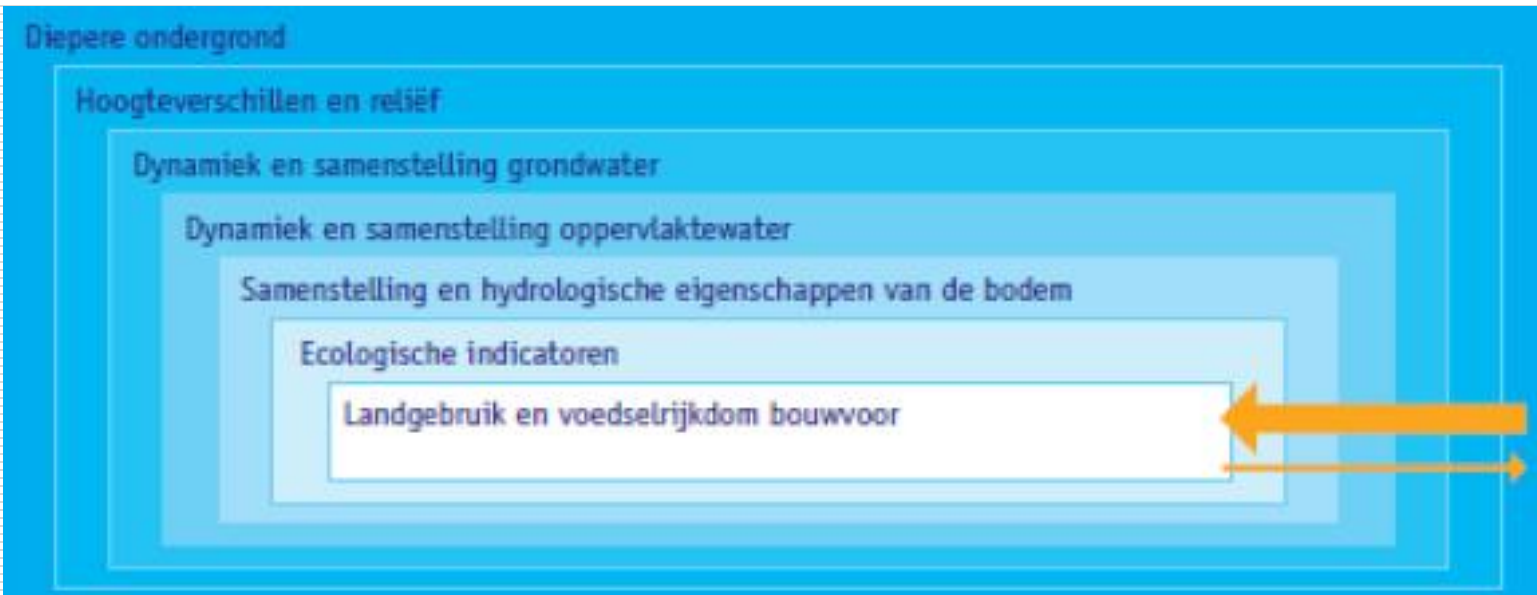 Diepere ondergrond
Hoogteverschillen en reliëf
Dynamiek en samenstelling grondwater
Dynamiek en samenstelling oppervlaktewater
Samenstelling en hydrologische eigenschappen van de bodem
Ecologische indicatoren
Landgebruik en voedselrijkdom bouwvoor